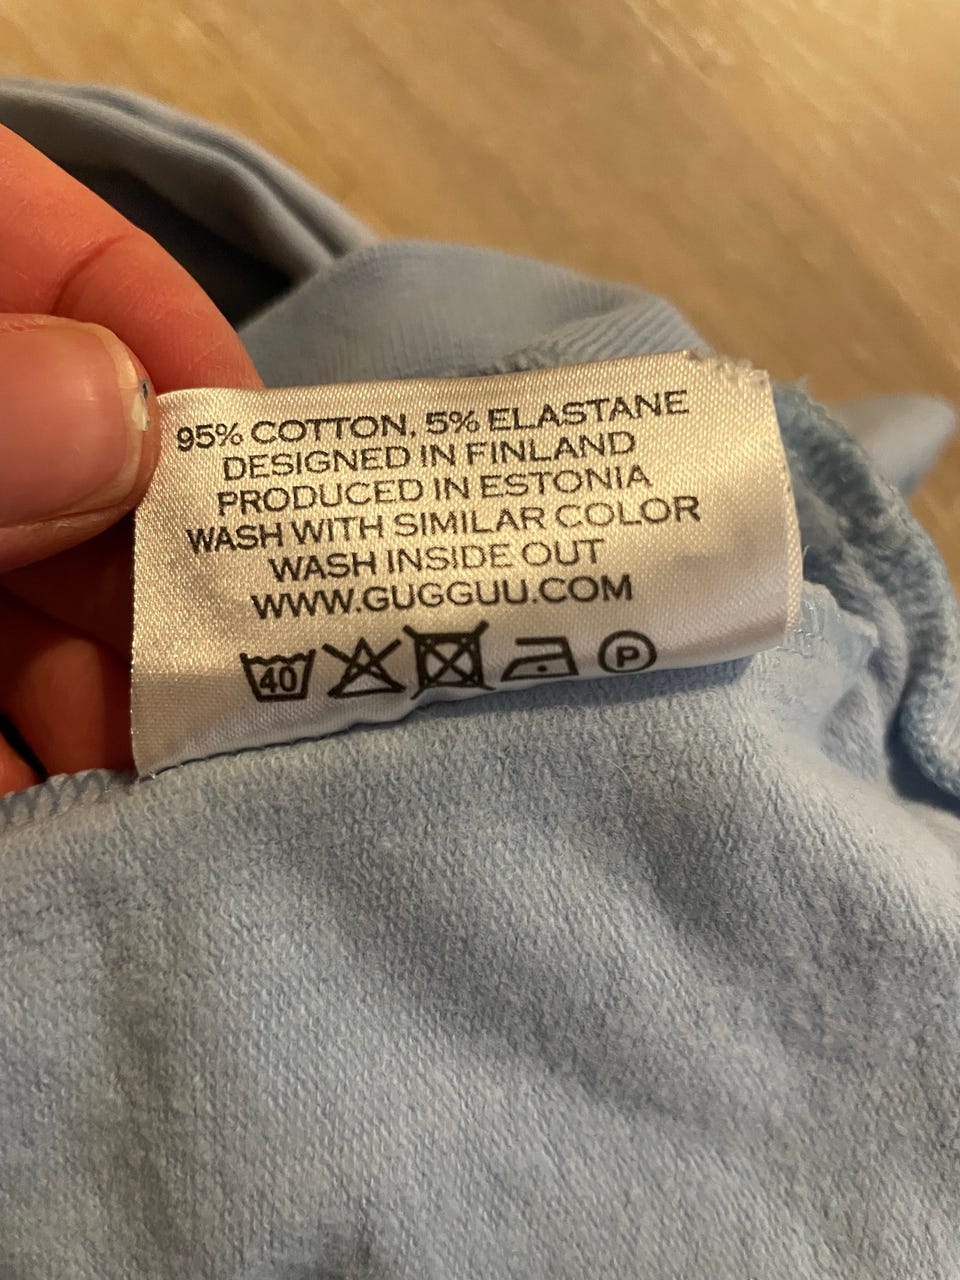 95% COTTON, 5% ELASTANE
DESIGNED IN FINLAND
PRODUCED IN ESTONIA
WASH WITH SIMILAR COLOR
WASH INSIDE OUT
WWW.GUGGUU.COM
40 P